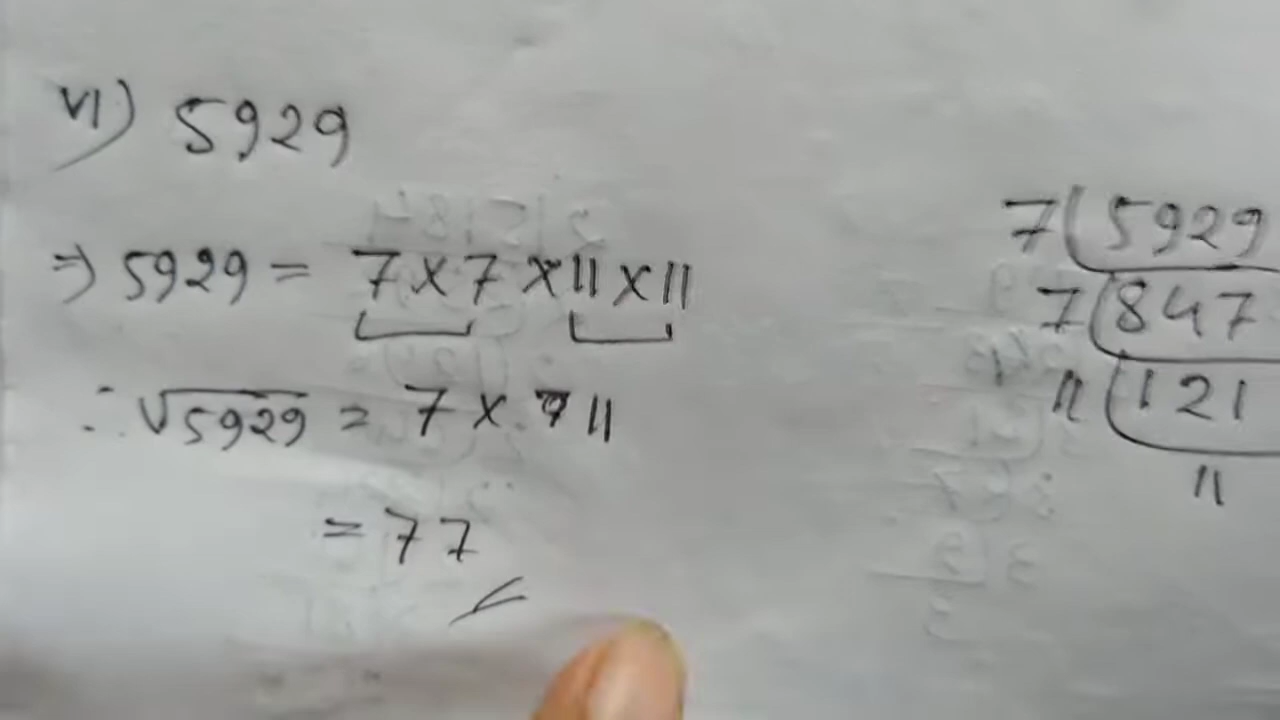 vi) 5929
⇒ 5929 = 7 x 7 x 11 x 11
∴ √5929 = 7 x 11
= 77
7 5929
7 847
11 121
11